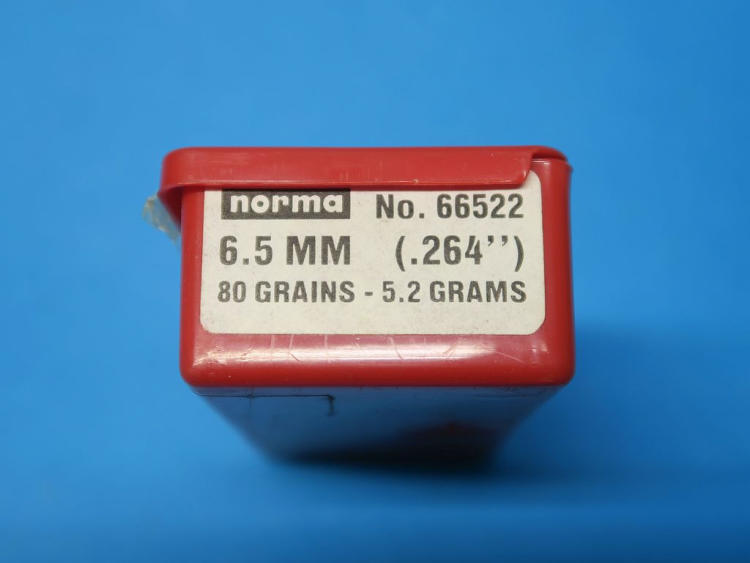 norma No. 66522
6.5 MM (.264’’)
80 GRAINS - 5.2 GRAMS